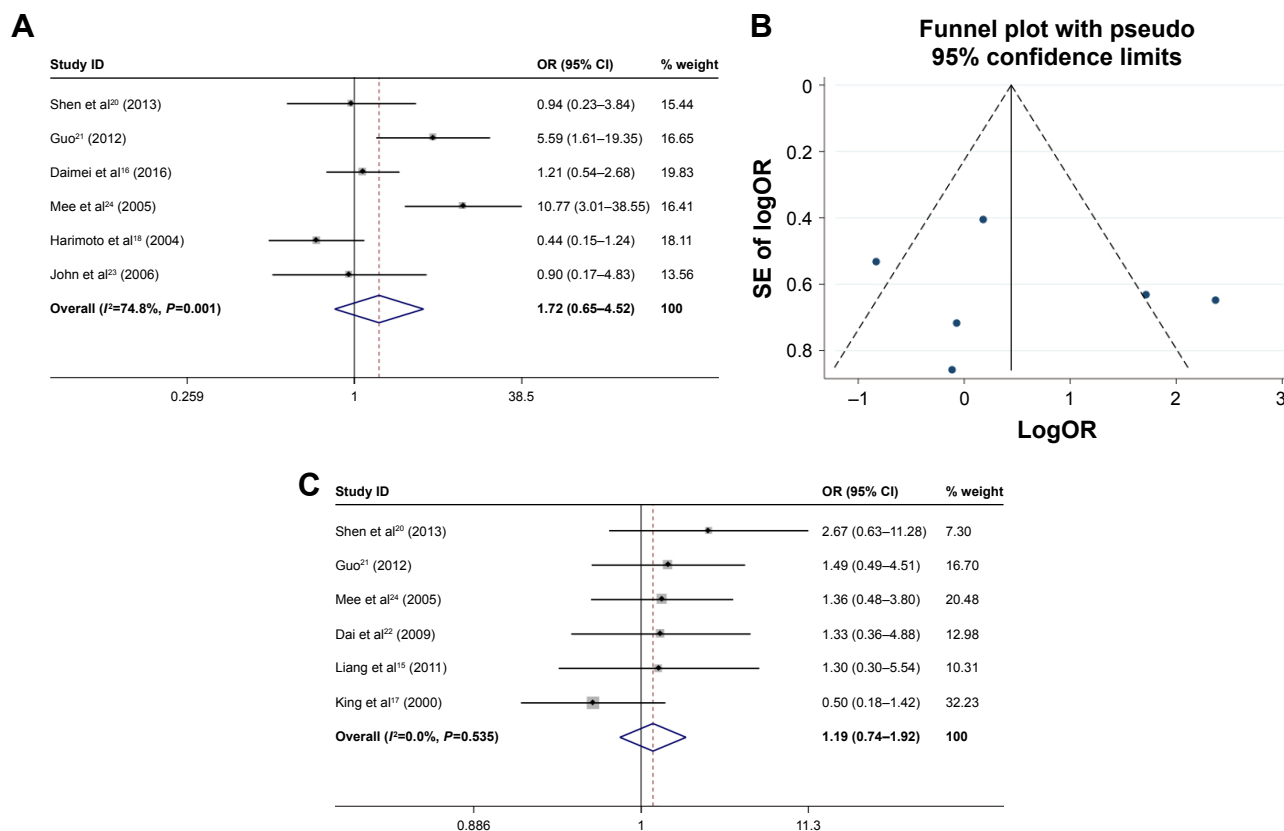 A
Study ID OR (95% CI) % weight
Shen et al²⁰ (2013) 0.94 (0.23–3.84) 15.44
Guo²¹ (2012) 5.59 (1.61–19.35) 16.65
Daimei et al¹⁶ (2016) 1.21 (0.54–2.68) 19.83
Mee et al²⁴ (2005) 10.77 (3.01–38.55) 16.41
Harimoto et al¹⁸ (2004) 0.44 (0.15–1.24) 18.11
John et al²³ (2006) 0.90 (0.17–4.83) 13.56
Overall (I²=74.8%, P=0.001) 1.72 (0.65–4.52) 100
0.259 1 38.5
B
Funnel plot with pseudo
95% confidence limits
SE of logOR
0
0.2
0.4
0.6
0.8
–1 0 1 2 3
LogOR
C
Study ID OR (95% CI) % weight
Shen et al²⁰ (2013) 2.67 (0.63–11.28) 7.30
Guo²¹ (2012) 1.49 (0.49–4.51) 16.70
Mee et al²⁴ (2005) 1.36 (0.48–3.80) 20.48
Dai et al²² (2009) 1.33 (0.36–4.88) 12.98
Liang et al¹⁵ (2011) 1.30 (0.30–5.54) 10.31
King et al¹⁷ (2000) 0.50 (0.18–1.42) 32.23
Overall (I²=0.0%, P=0.535) 1.19 (0.74–1.92) 100
0.886 1 11.3